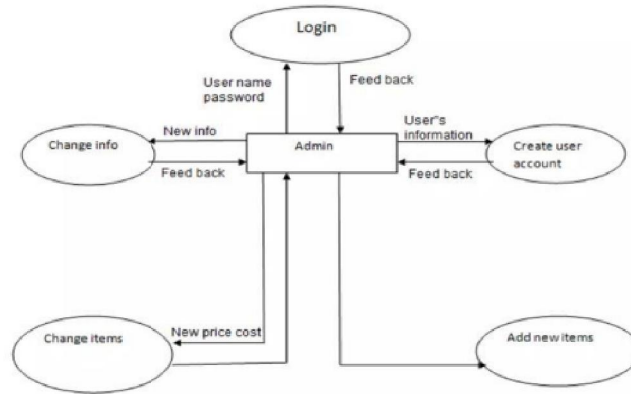 Login
User name
password
Feed back
Change info
New info
Feed back
Admin
User"s
information
Feed back
Create user
account
Change items
New price cost
Add new items